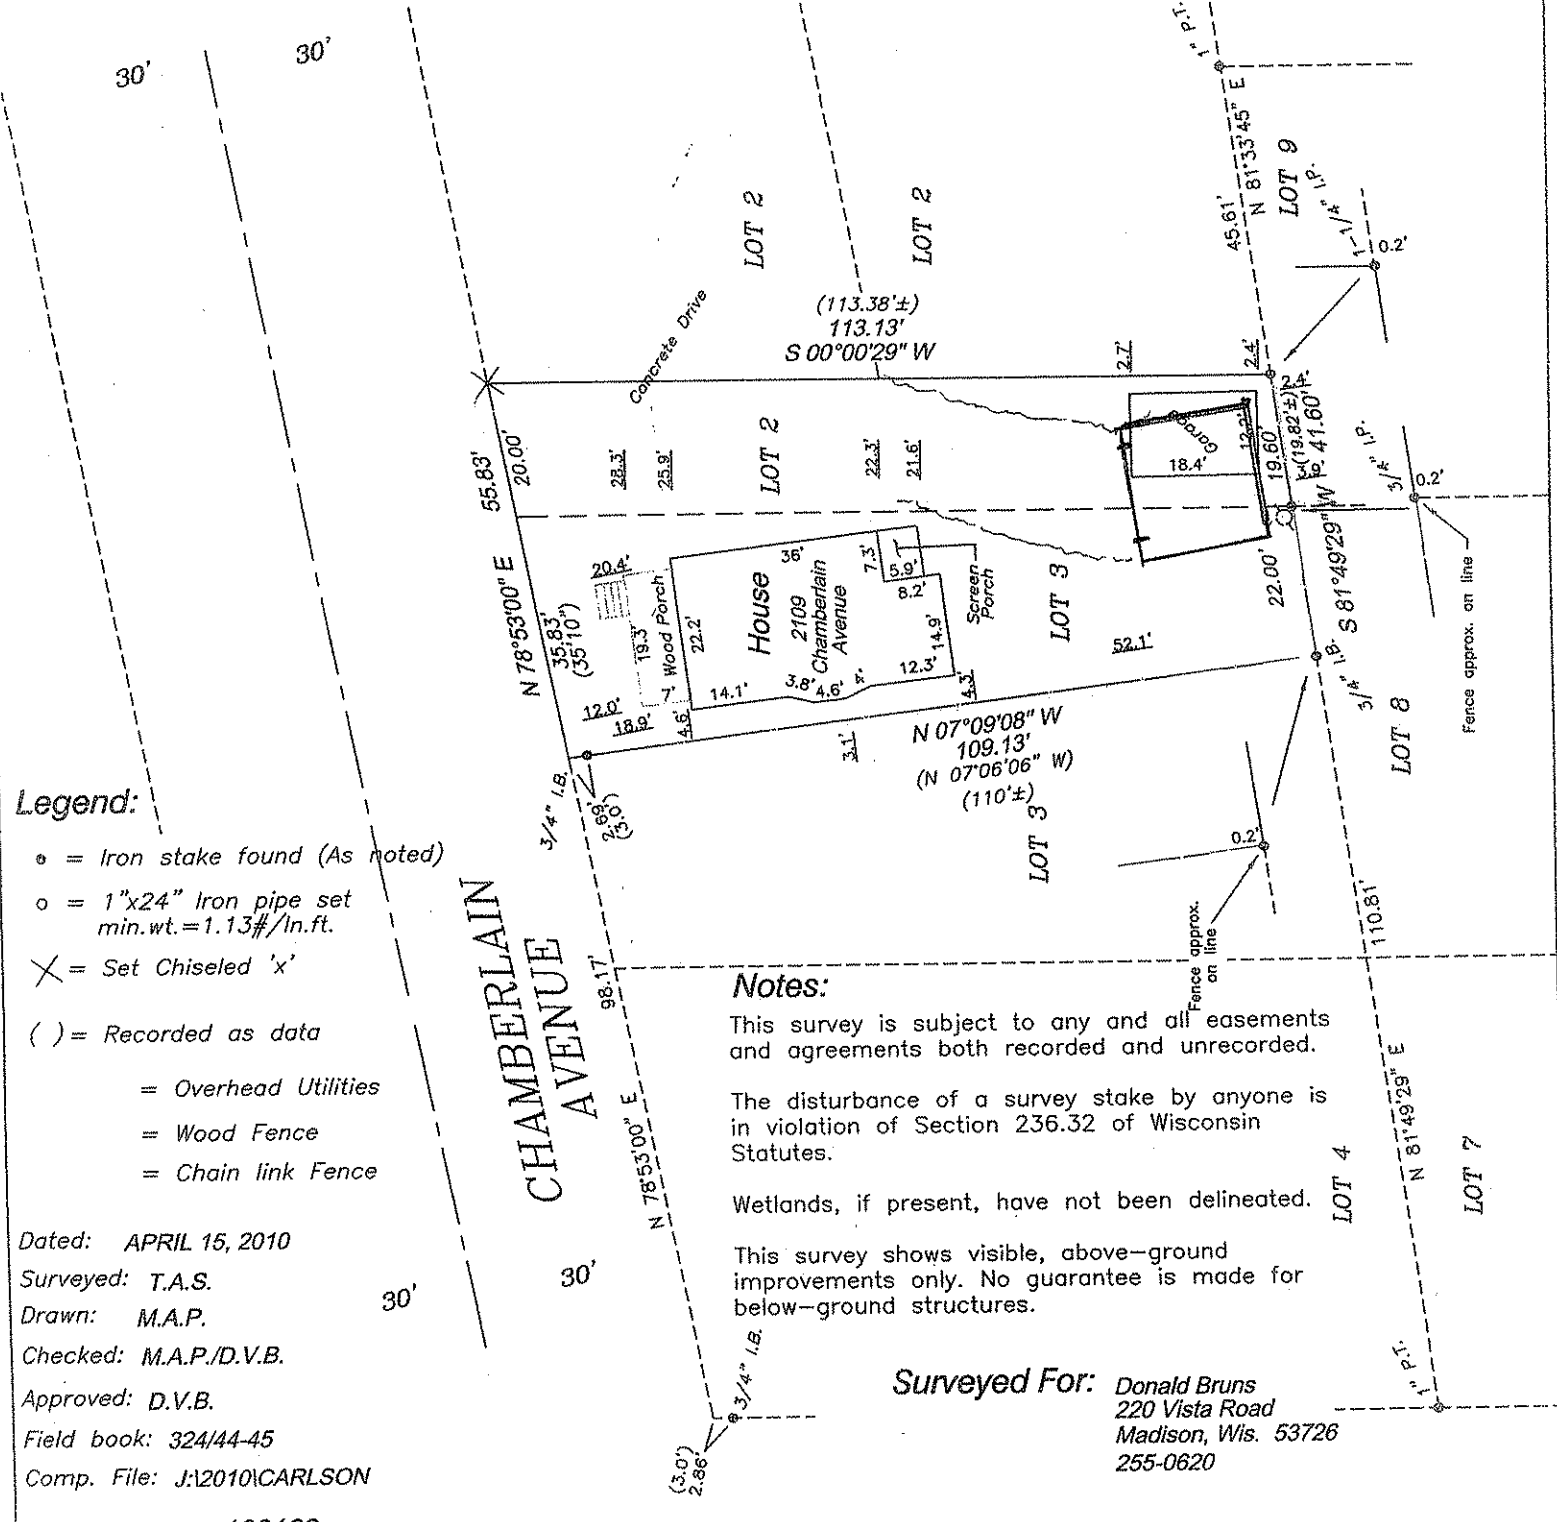 30'
30'
1" P.T.
N 81°33'45" E
45.61'
LOT 9
1-1/4" I.P.
0.2'
LOT 2
LOT 2
(113.38'±)
113.13'
S 00°00'29" W
Concrete Drive
2.7'
2.4'
2.4'
55.83'
20.00'
28.3'
25.9'
LOT 2
22.3'
21.6'
Garage
12.2'
18.4'
19.60'
(19.82'±)
41.60'
S 81°49'29" W
3/4" I.P.
0.2'
N 78°53'00" E
35.83'
(35'10")
20.4'
19.3'
Wood Porch
7'
22.2'
36'
House
2109
Chamberlain
Avenue
7.3'
5.9'
8.2'
14.9'
12.3'
14.1'
3.8'
4.6'
4'
Screen
Porch
LOT 3
52.1'
22.00'
12.0'
18.9'
4.6'
4.3'
3.1'
N 07°09'08" W
109.13'
(N 07°06'06" W)
(110'±)
3/4" I.B.
LOT 8
Fence approx. on line
3/4" I.B.
2.69'
(3.0')
LOT 3
0.2'
Fence approx.
on line
110.81'
Legend:
= Iron stake found (As noted)
= 1"x24" Iron pipe set
min.wt.=1.13#/ln.ft.
= Set Chiseled 'x'
( ) = Recorded as data
= Overhead Utilities
= Wood Fence
= Chain link Fence
CHAMBERLAIN
AVENUE
98.17'
N 78°53'00" E
Notes:
This survey is subject to any and all easements
and agreements both recorded and unrecorded.
The disturbance of a survey stake by anyone is
in violation of Section 236.32 of Wisconsin
Statutes.
Wetlands, if present, have not been delineated.
This survey shows visible, above-ground
improvements only. No guarantee is made for
below-ground structures.
N 81°49'29" E
LOT 4
LOT 7
Dated: APRIL 15, 2010
Surveyed: T.A.S.
Drawn: M.A.P.
Checked: M.A.P./D.V.B.
Approved: D.V.B.
Field book: 324/44-45
Comp. File: J:\2010\CARLSON
30'
30'
3/4" I.B.
(3.0')
2.86'
1" P.T.
Surveyed For: Donald Bruns
220 Vista Road
Madison, Wis. 53726
255-0620